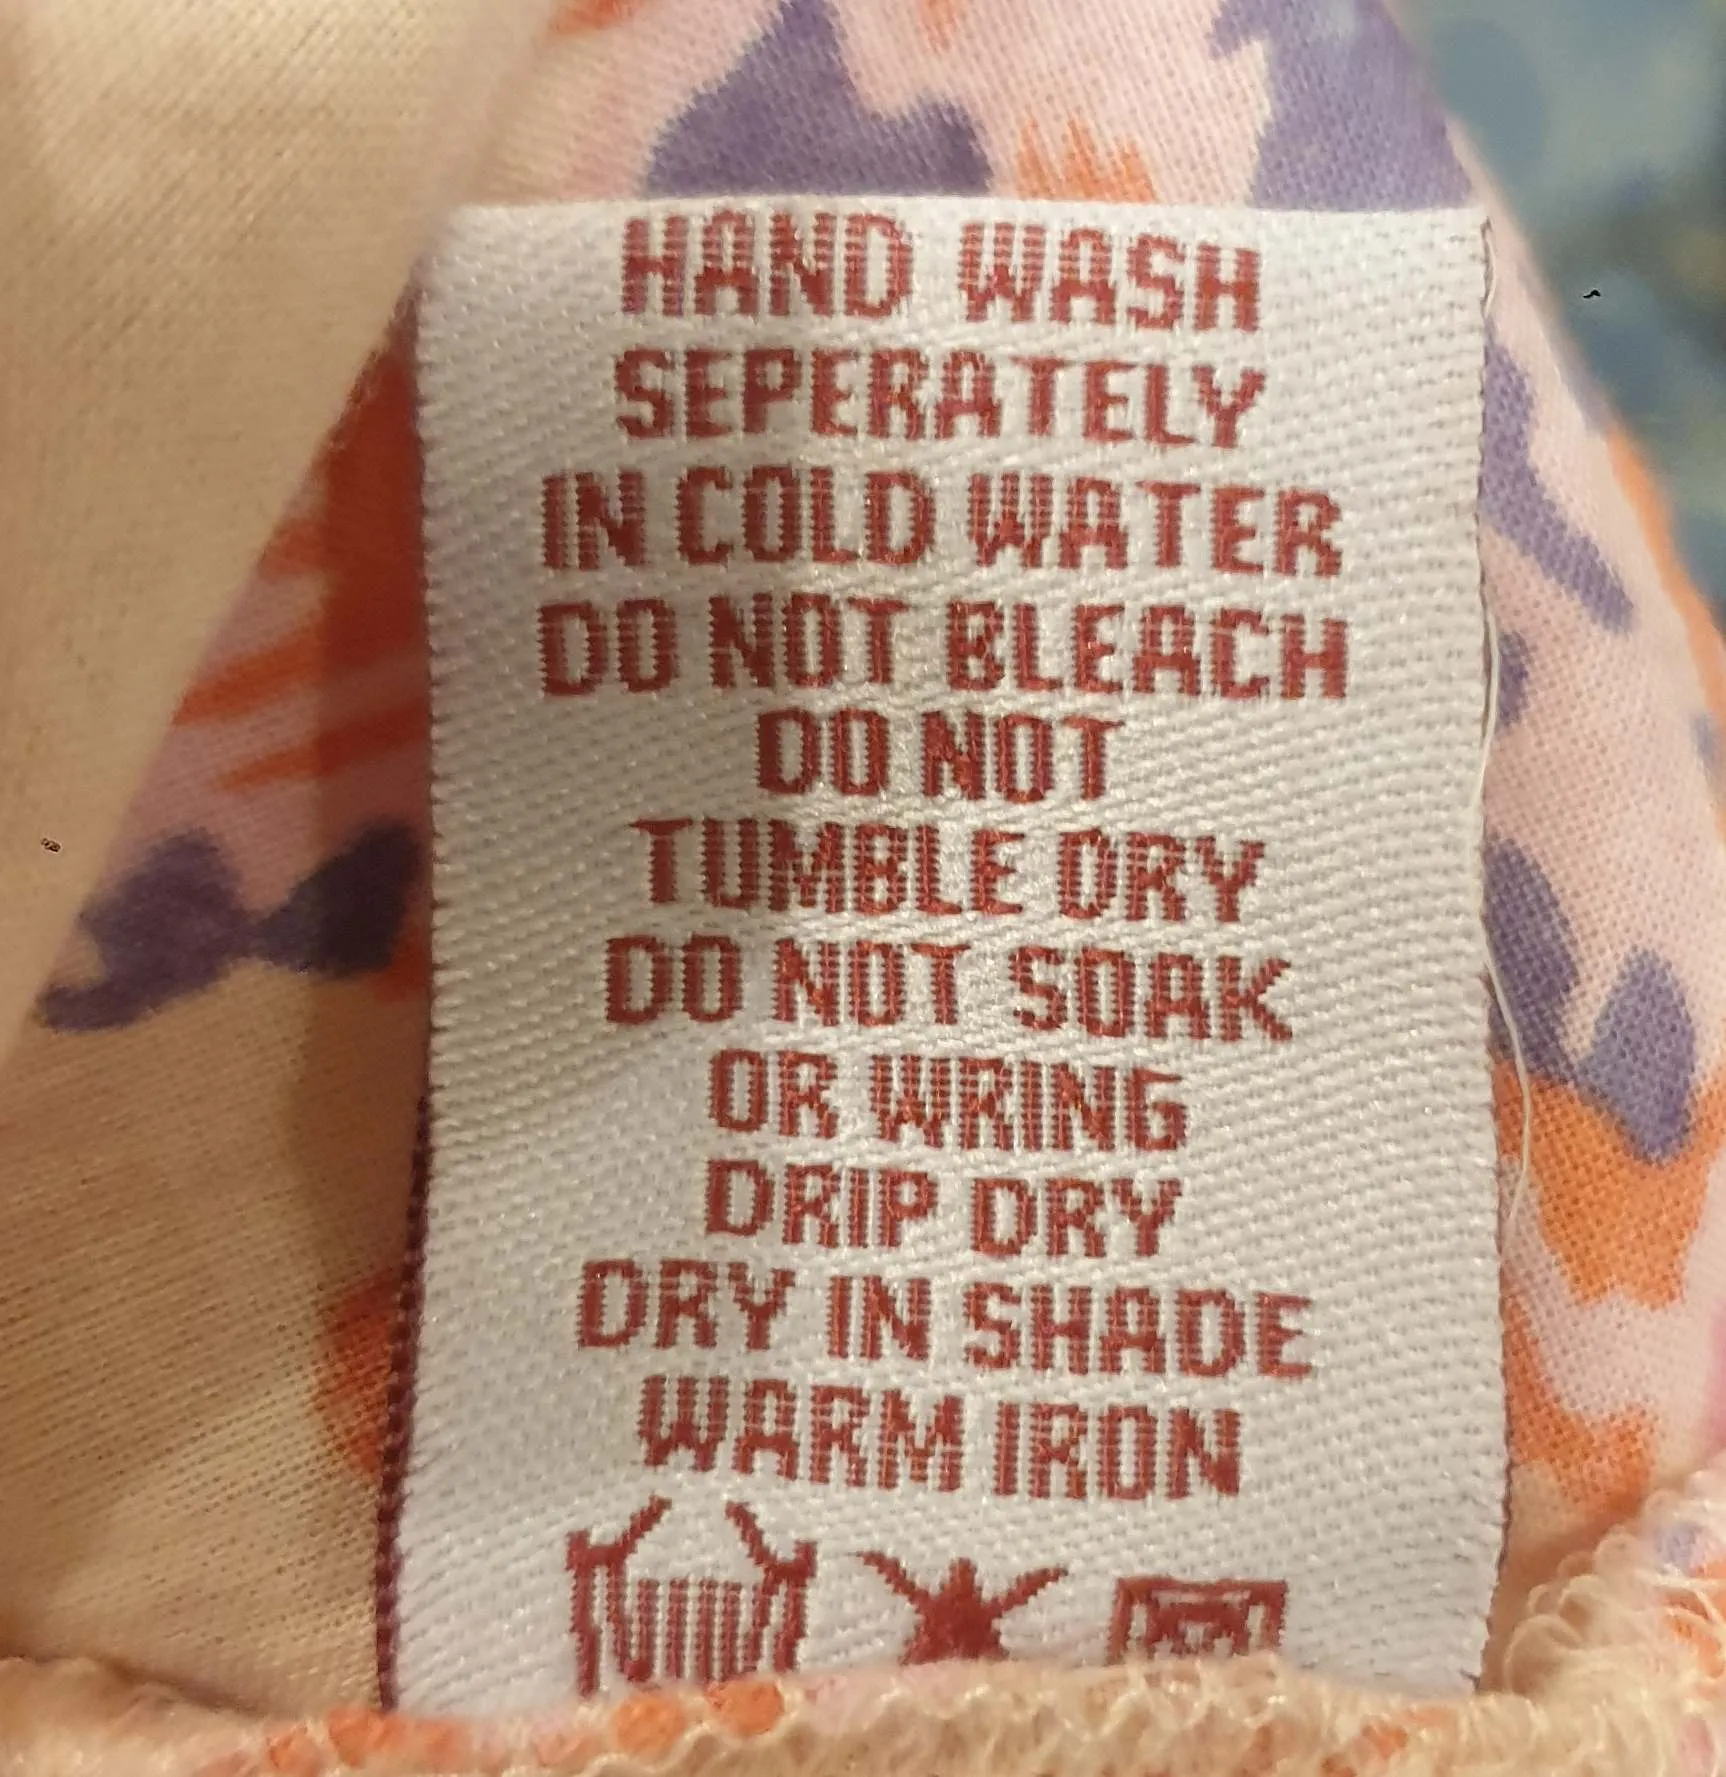 HAND WASH
SEPERATELY
IN COLD WATER
DO NOT BLEACH
DO NOT
TUMBLE DRY
DO NOT SOAK
OR WRING
DRIP DRY
DRY IN SHADE
WARM IRON